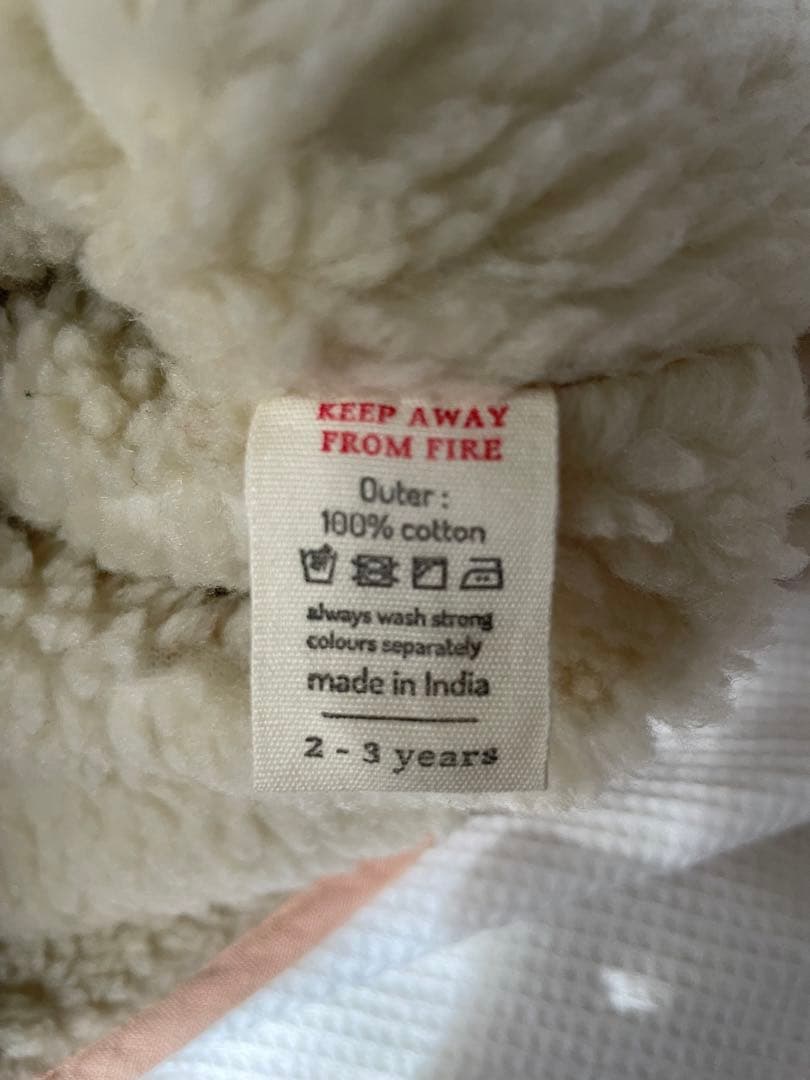 KEEP AWAY
FROM FIRE
Outer :
100% cotton
always wash strong
colours separately
made in India
2 - 3 years